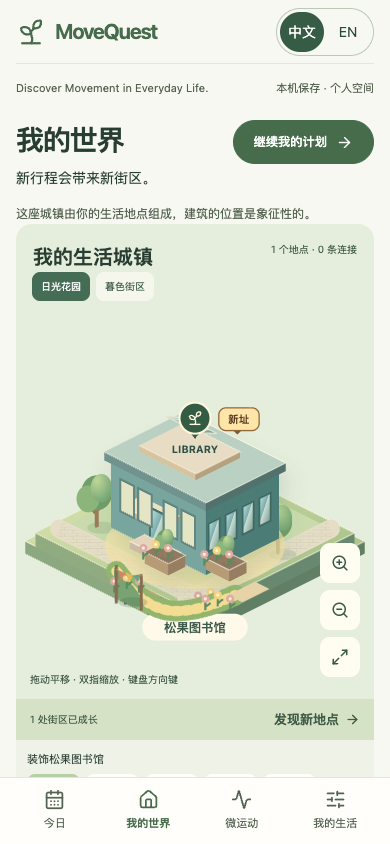 MoveQuest
中文 EN
Discover Movement in Everyday Life. 本机保存 · 个人空间
我的世界
继续我的计划 →
新行程会带来新街区。
这座城镇由你的生活地点组成，建筑的位置是象征性的。
我的生活城镇
1 个地点 · 0 条连接
日光花园 暮色街区
新址
LIBRARY
松果图书馆
拖动平移 · 双指缩放 · 键盘方向键
1 处街区已成长 发现新地点 →
装饰松果图书馆
今日 我的世界 微运动 我的生活